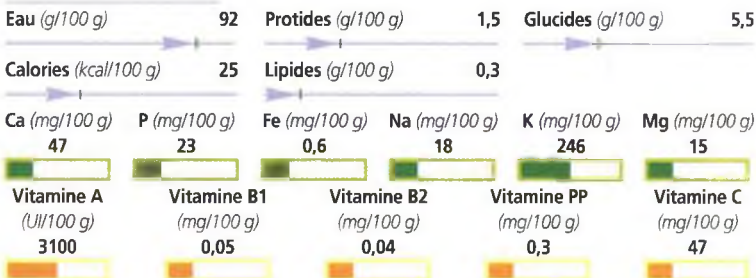 Eau (g/100 g) 92 Protides (g/100 g) 1,5 Glucides (g/100 g) 5,5
Calories (kcal/100 g) 25 Lipides (g/100 g) 0,3
Ca (mg/100 g) P (mg/100 g) Fe (mg/100 g) Na (mg/100 g) K (mg/100 g) Mg (mg/100 g)
47 23 0,6 18 246 15
Vitamine A Vitamine B1 Vitamine B2 Vitamine PP Vitamine C
(UI/100 g) (mg/100 g) (mg/100 g) (mg/100 g) (mg/100 g)
3100 0,05 0,04 0,3 47